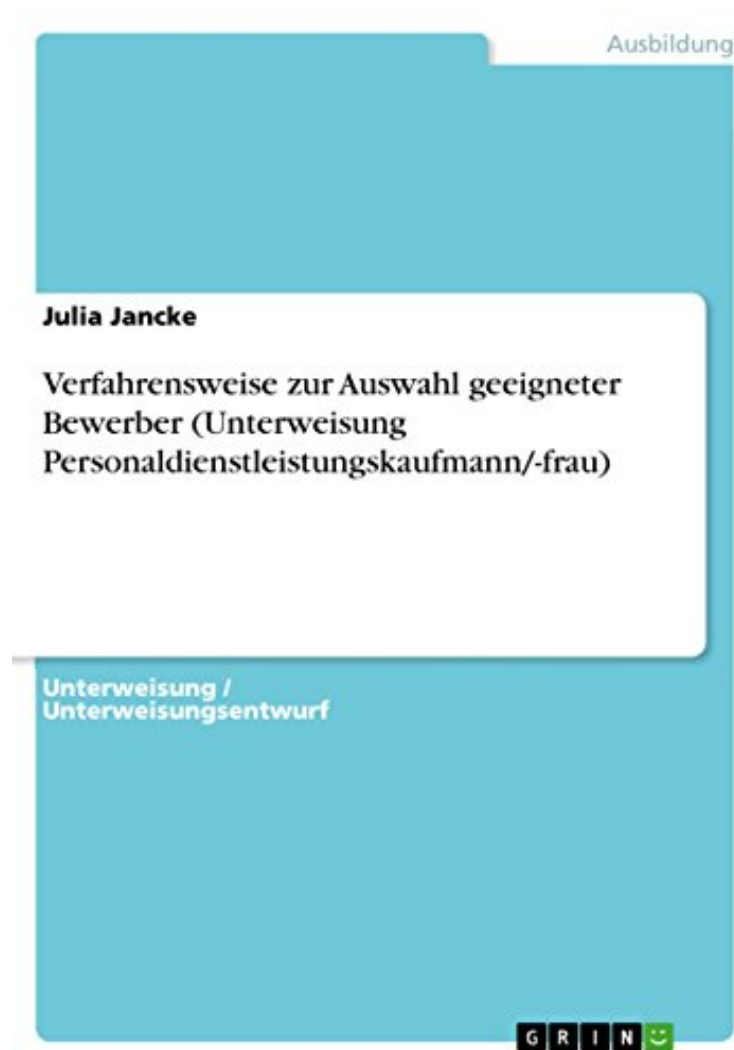 Ausbildung
Julia Jancke
Verfahrensweise zur Auswahl geeigneter
Bewerber (Unterweisung
Personaldienstleistungskaufmann/-frau)
Unterweisung /
Unterweisungsentwurf
GRIN